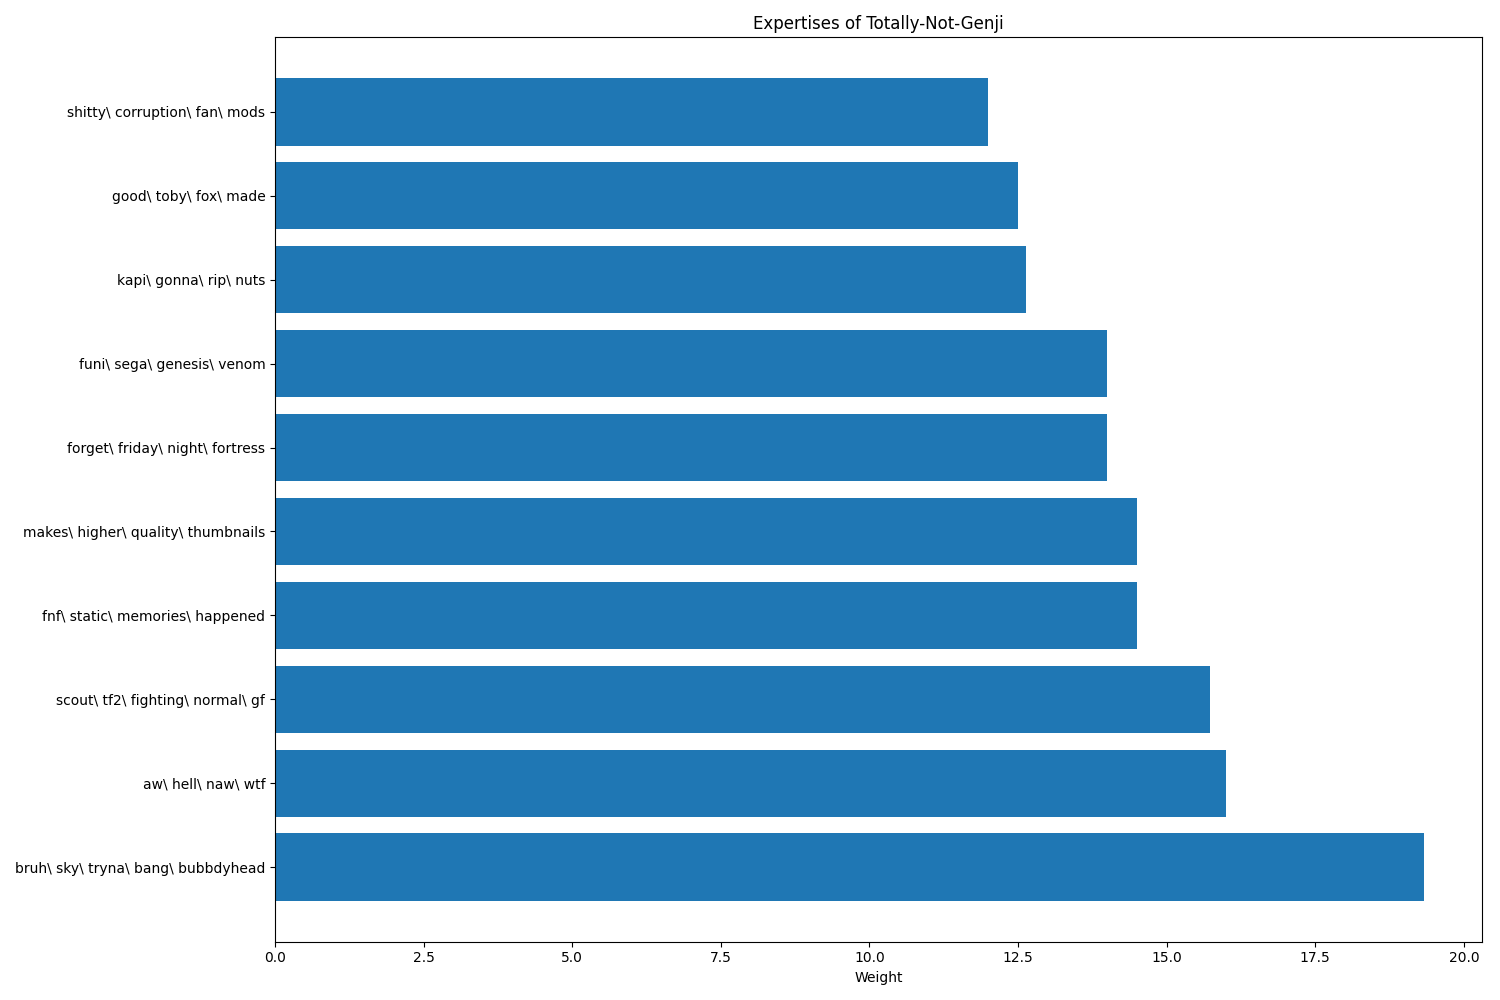 Expertises of Totally-Not-Genji
shitty\ corruption\ fan\ mods
good\ toby\ fox\ made
kapi\ gonna\ rip\ nuts
funi\ sega\ genesis\ venom
forget\ friday\ night\ fortress
makes\ higher\ quality\ thumbnails
fnf\ static\ memories\ happened
scout\ tf2\ fighting\ normal\ gf
aw\ hell\ naw\ wtf
bruh\ sky\ tryna\ bang\ bubbdyhead
0.0 2.5 5.0 7.5 10.0 12.5 15.0 17.5 20.0
Weight